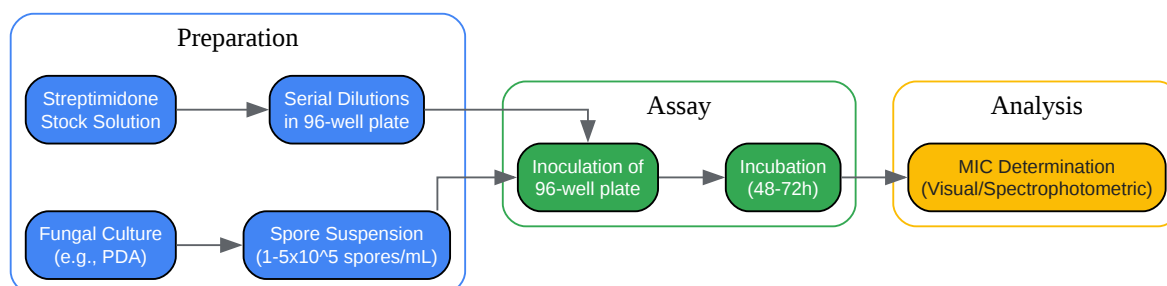 Preparation
Streptimidone
Stock Solution
Serial Dilutions
in 96-well plate
Fungal Culture
(e.g., PDA)
Spore Suspension
(1-5x10^5 spores/mL)
Assay
Inoculation of
96-well plate
Incubation
(48-72h)
Analysis
MIC Determination
(Visual/Spectrophotometric)